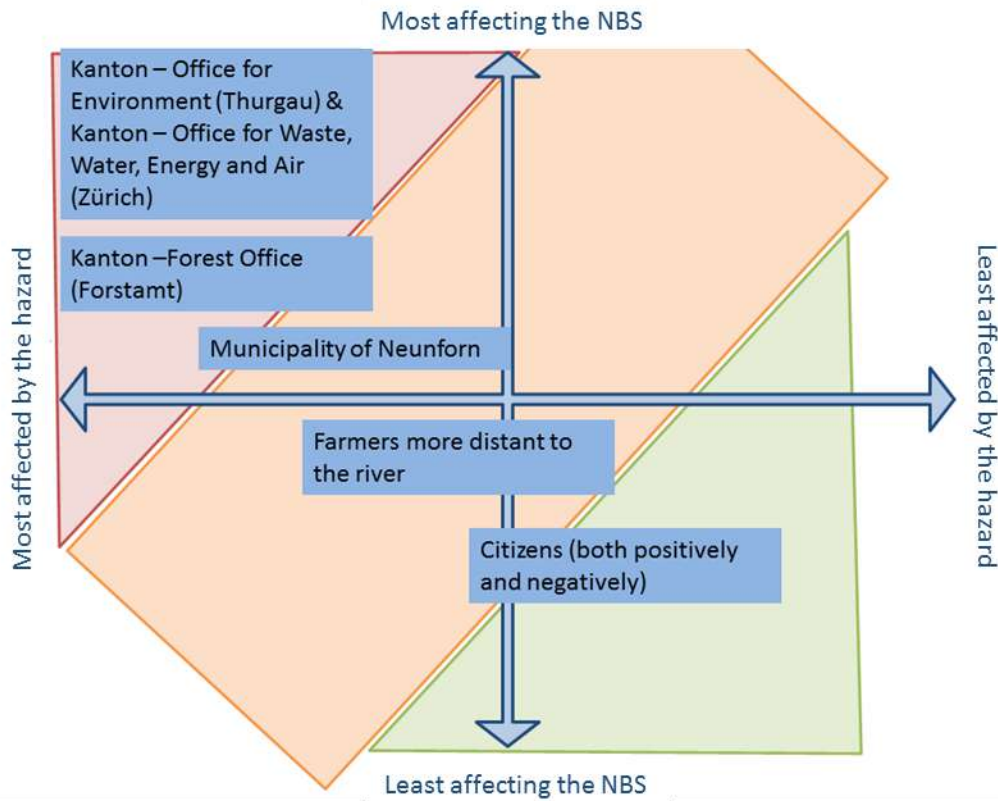 Most affecting the NBS
Kanton – Office for
Environment (Thurgau) &
Kanton – Office for Waste,
Water, Energy and Air
(Zürich)
Kanton –Forest Office
(Forstamt)
Most affected by the hazard
Least affected by the hazard
Municipality of Neunforn
Farmers more distant to
the river
Citizens (both positively
and negatively)
Least affecting the NBS